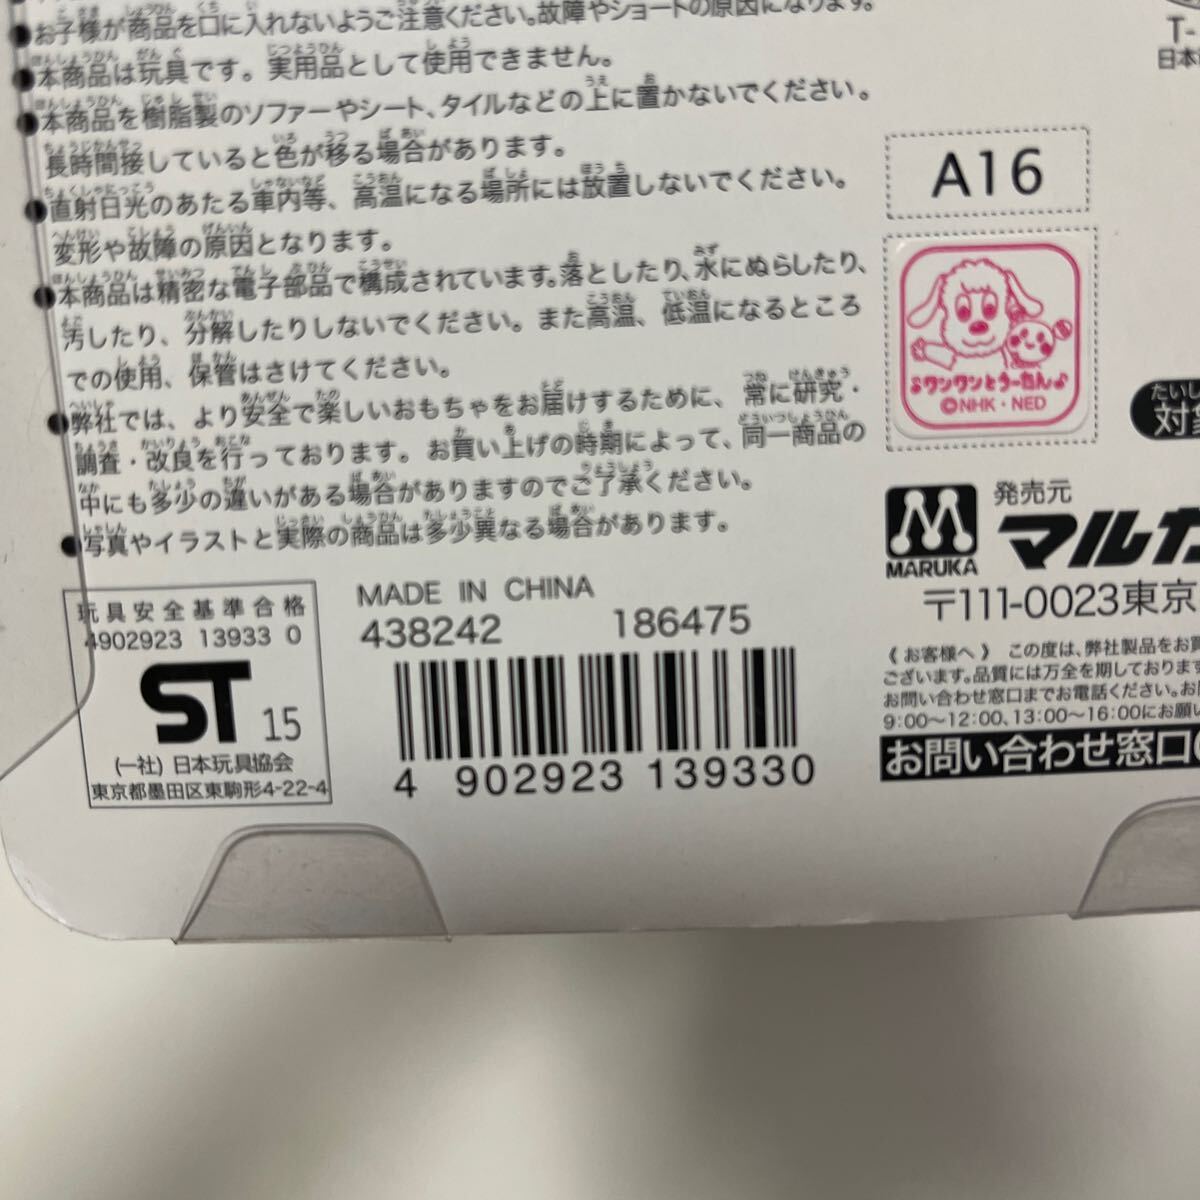 お子様が商品を口に入れないようご注意ください。故障やショートの原因になります。
本商品は玩具です。実用品として使用できません。
本商品を樹脂製のソファーやシート、タイルなどの上に置かないでください。
長時間接していると色が移る場合があります。
直射日光のあたる車内等、高温になる場所には放置しないでください。
変形や故障の原因となります。
本商品は精密な電子部品で構成されています。落としたり、水にぬらしたり、
汚したり、分解したりしないでください。また高温、低温になるところ
での使用、保管はさけてください。
弊社では、より安全で楽しいおもちゃをお届けするために、常に研究・
調査・改良を行っております。お買い上げの時期によって、同一商品の
中にも多少の違いがある場合がありますのでご了承ください。
写真やイラストと実際の商品は多少異なる場合があります。
玩具安全基準合格
4902923 13933 0
ST 15
(一社) 日本玩具協会
東京都墨田区東駒形4-22-4
MADE IN CHINA
438242 186475
4 902923 139330
T-
日本
A16
♪ワンワンとうーたん♪
©NHK・NED
たいし
対象
MARUKA
発売元
マルカ
〒111-0023東京
《お客様へ》 この度は、弊社製品をお買
ございます。品質には万全を期しております
お問い合わせ窓口までお電話ください。お
9:00〜12:00、13:00〜16:00にお願い
お問い合わせ窓口